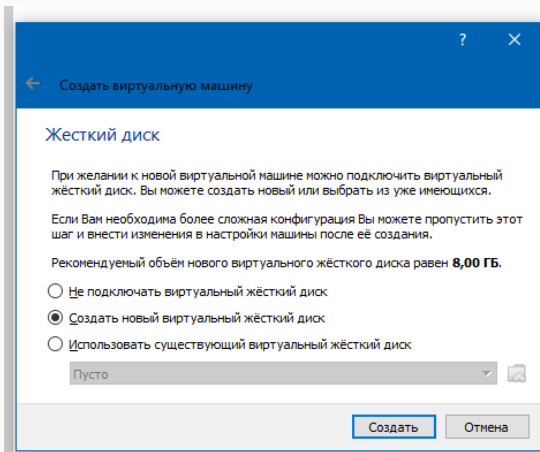 ?
Создать виртуальную машину
Жесткий диск
При желании к новой виртуальной машине можно подключить виртуальный
жёсткий диск. Вы можете создать новый или выбрать из уже имеющихся.
Если Вам необходима более сложная конфигурация Вы можете пропустить этот
шаг и внести изменения в настройки машины после её создания.
Рекомендуемый объём нового виртуального жёсткого диска равен 8,00 ГБ.
Не подключать виртуальный жёсткий диск
Создать новый виртуальный жёсткий диск
Использовать существующий виртуальный жёсткий диск
Пусто
Создать Отмена